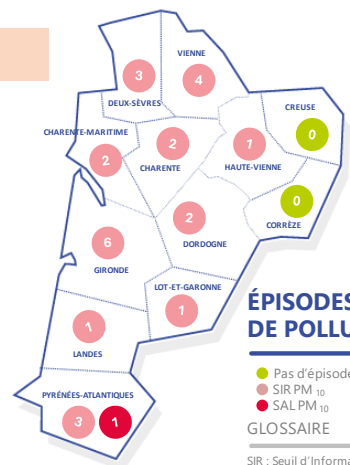 VIENNE
3
4
DEUX-SÈVRES
CREUSE
CHARENTE-MARITIME
0
2
2
1
CHARENTE
HAUTE-VIENNE
0
2
CORRÈZE
6
DORDOGNE
GIRONDE
LOT-ET-GARONNE
1
1
LANDES
PYRÉNÉES-ATLANTIQUES
3
1
ÉPISODES
DE POLLU
Pas d'épisode
SIR PM 10
SAL PM 10
GLOSSAIRE
SIR : Seuil d'Informa